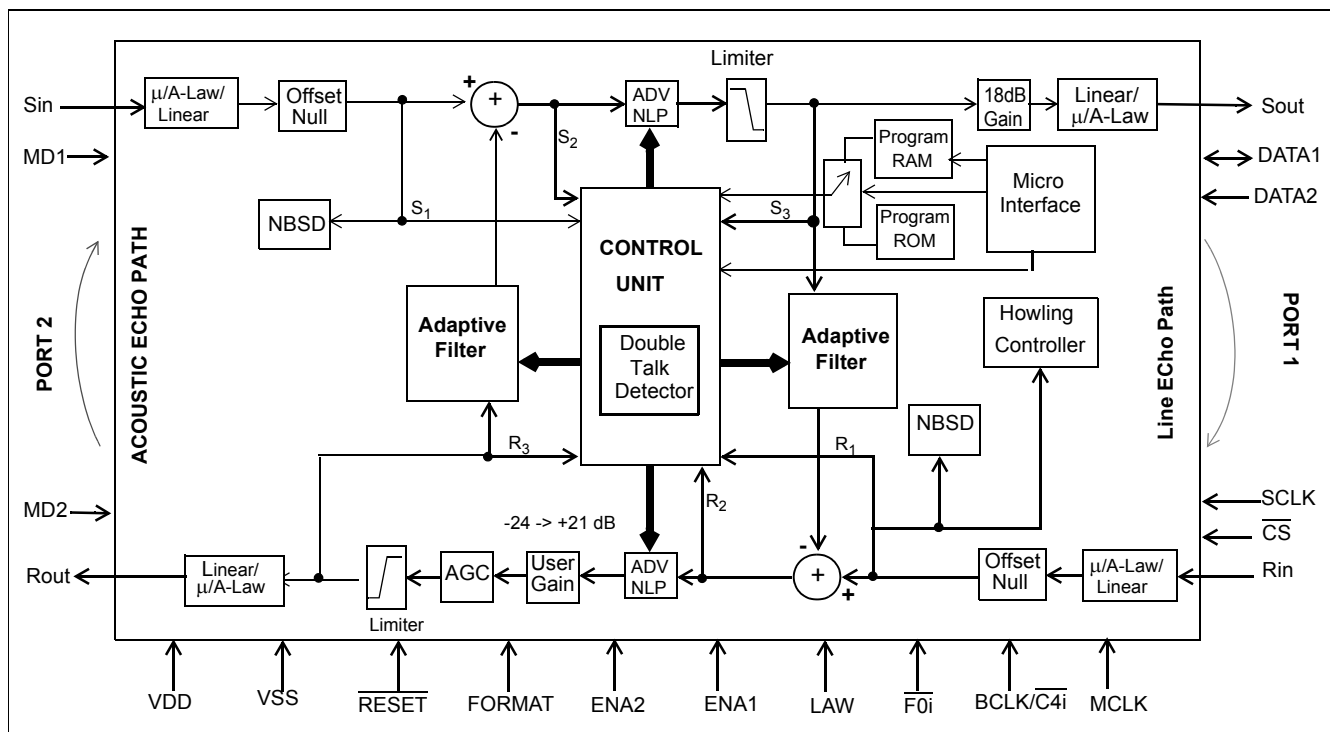 Limiter
Sin
μ/A-Law/
Linear
Offset
Null
+
+
-
ADV
NLP
18dB
Gain
Linear/
μ/A-Law
Sout
MD1
S2
Program
RAM
Micro
Interface
DATA1
DATA2
NBSD
S1
S3
Program
ROM
CONTROL
UNIT
PORT 2
ACOUSTIC ECHO PATH
Adaptive
Filter
Double
Talk
Detector
Adaptive
Filter
Howling
Controller
Line ECho Path
PORT 1
NBSD
R3
R1
R2
MD2
-24 -> +21 dB
SCLK
CS
Rout
Linear/
μ/A-Law
Limiter
AGC
User
Gain
ADV
NLP
-
+
+
Offset
Null
μ/A-Law/
Linear
Rin
VDD
VSS
RESET
FORMAT
ENA2
ENA1
LAW
F0i
BCLK/C4i
MCLK